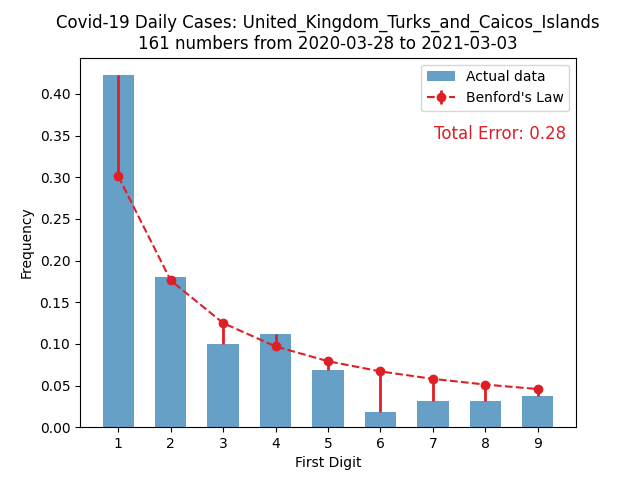 Covid-19 Daily Cases: United_Kingdom_Turks_and_Caicos_Islands
161 numbers from 2020-03-28 to 2021-03-03
Actual data
Benford's Law
Total Error: 0.28
Frequency
0.40
0.35
0.30
0.25
0.20
0.15
0.10
0.05
0.00
1 2 3 4 5 6 7 8 9
First Digit